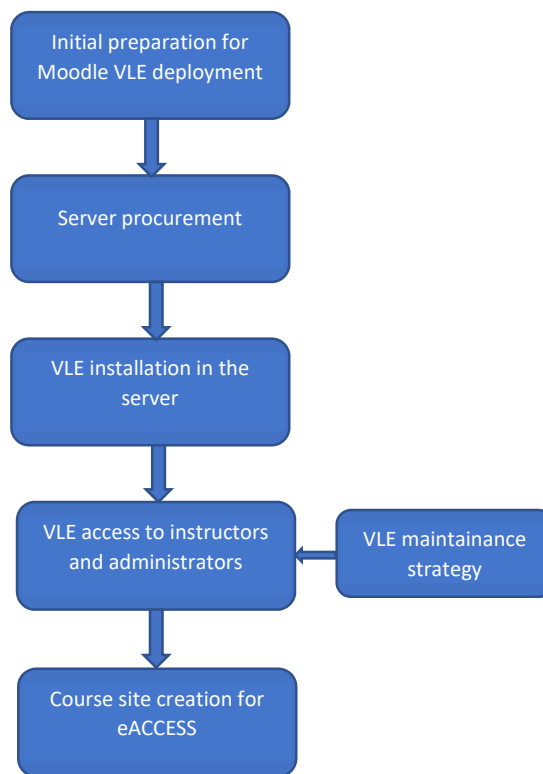 Initial preparation for
Moodle VLE deployment
Server procurement
VLE installation in the
server
VLE access to instructors
and administrators
VLE maintainance
strategy
Course site creation for
eACCESS